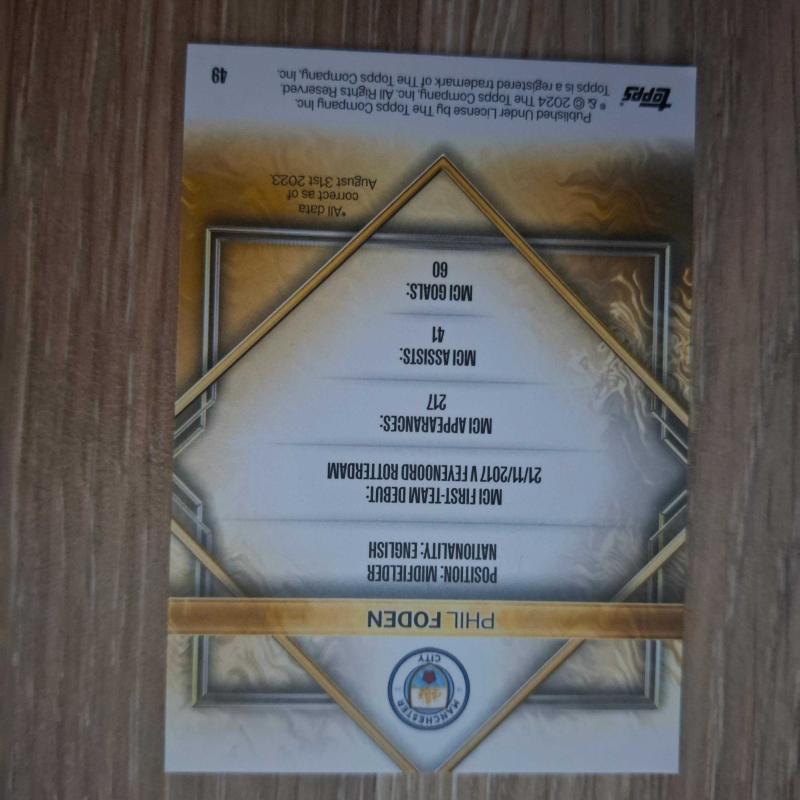 MANCHESTER
CITY
PHIL FODEN
POSITION: MIDFIELDER
NATIONALITY: ENGLISH
MCI FIRST-TEAM DEBUT:
21/11/2017 V FEYENOORD ROTTERDAM
MCI APPEARANCES:
217
MCI ASSISTS:
41
MCI GOALS:
60
*All data
correct as of
August 31st 2023.
topps
Published Under License by The Topps Company Inc.
® & © 2024 The Topps Company, Inc. All Rights Reserved.
Topps is a registered trademark of The Topps Company, Inc.
49